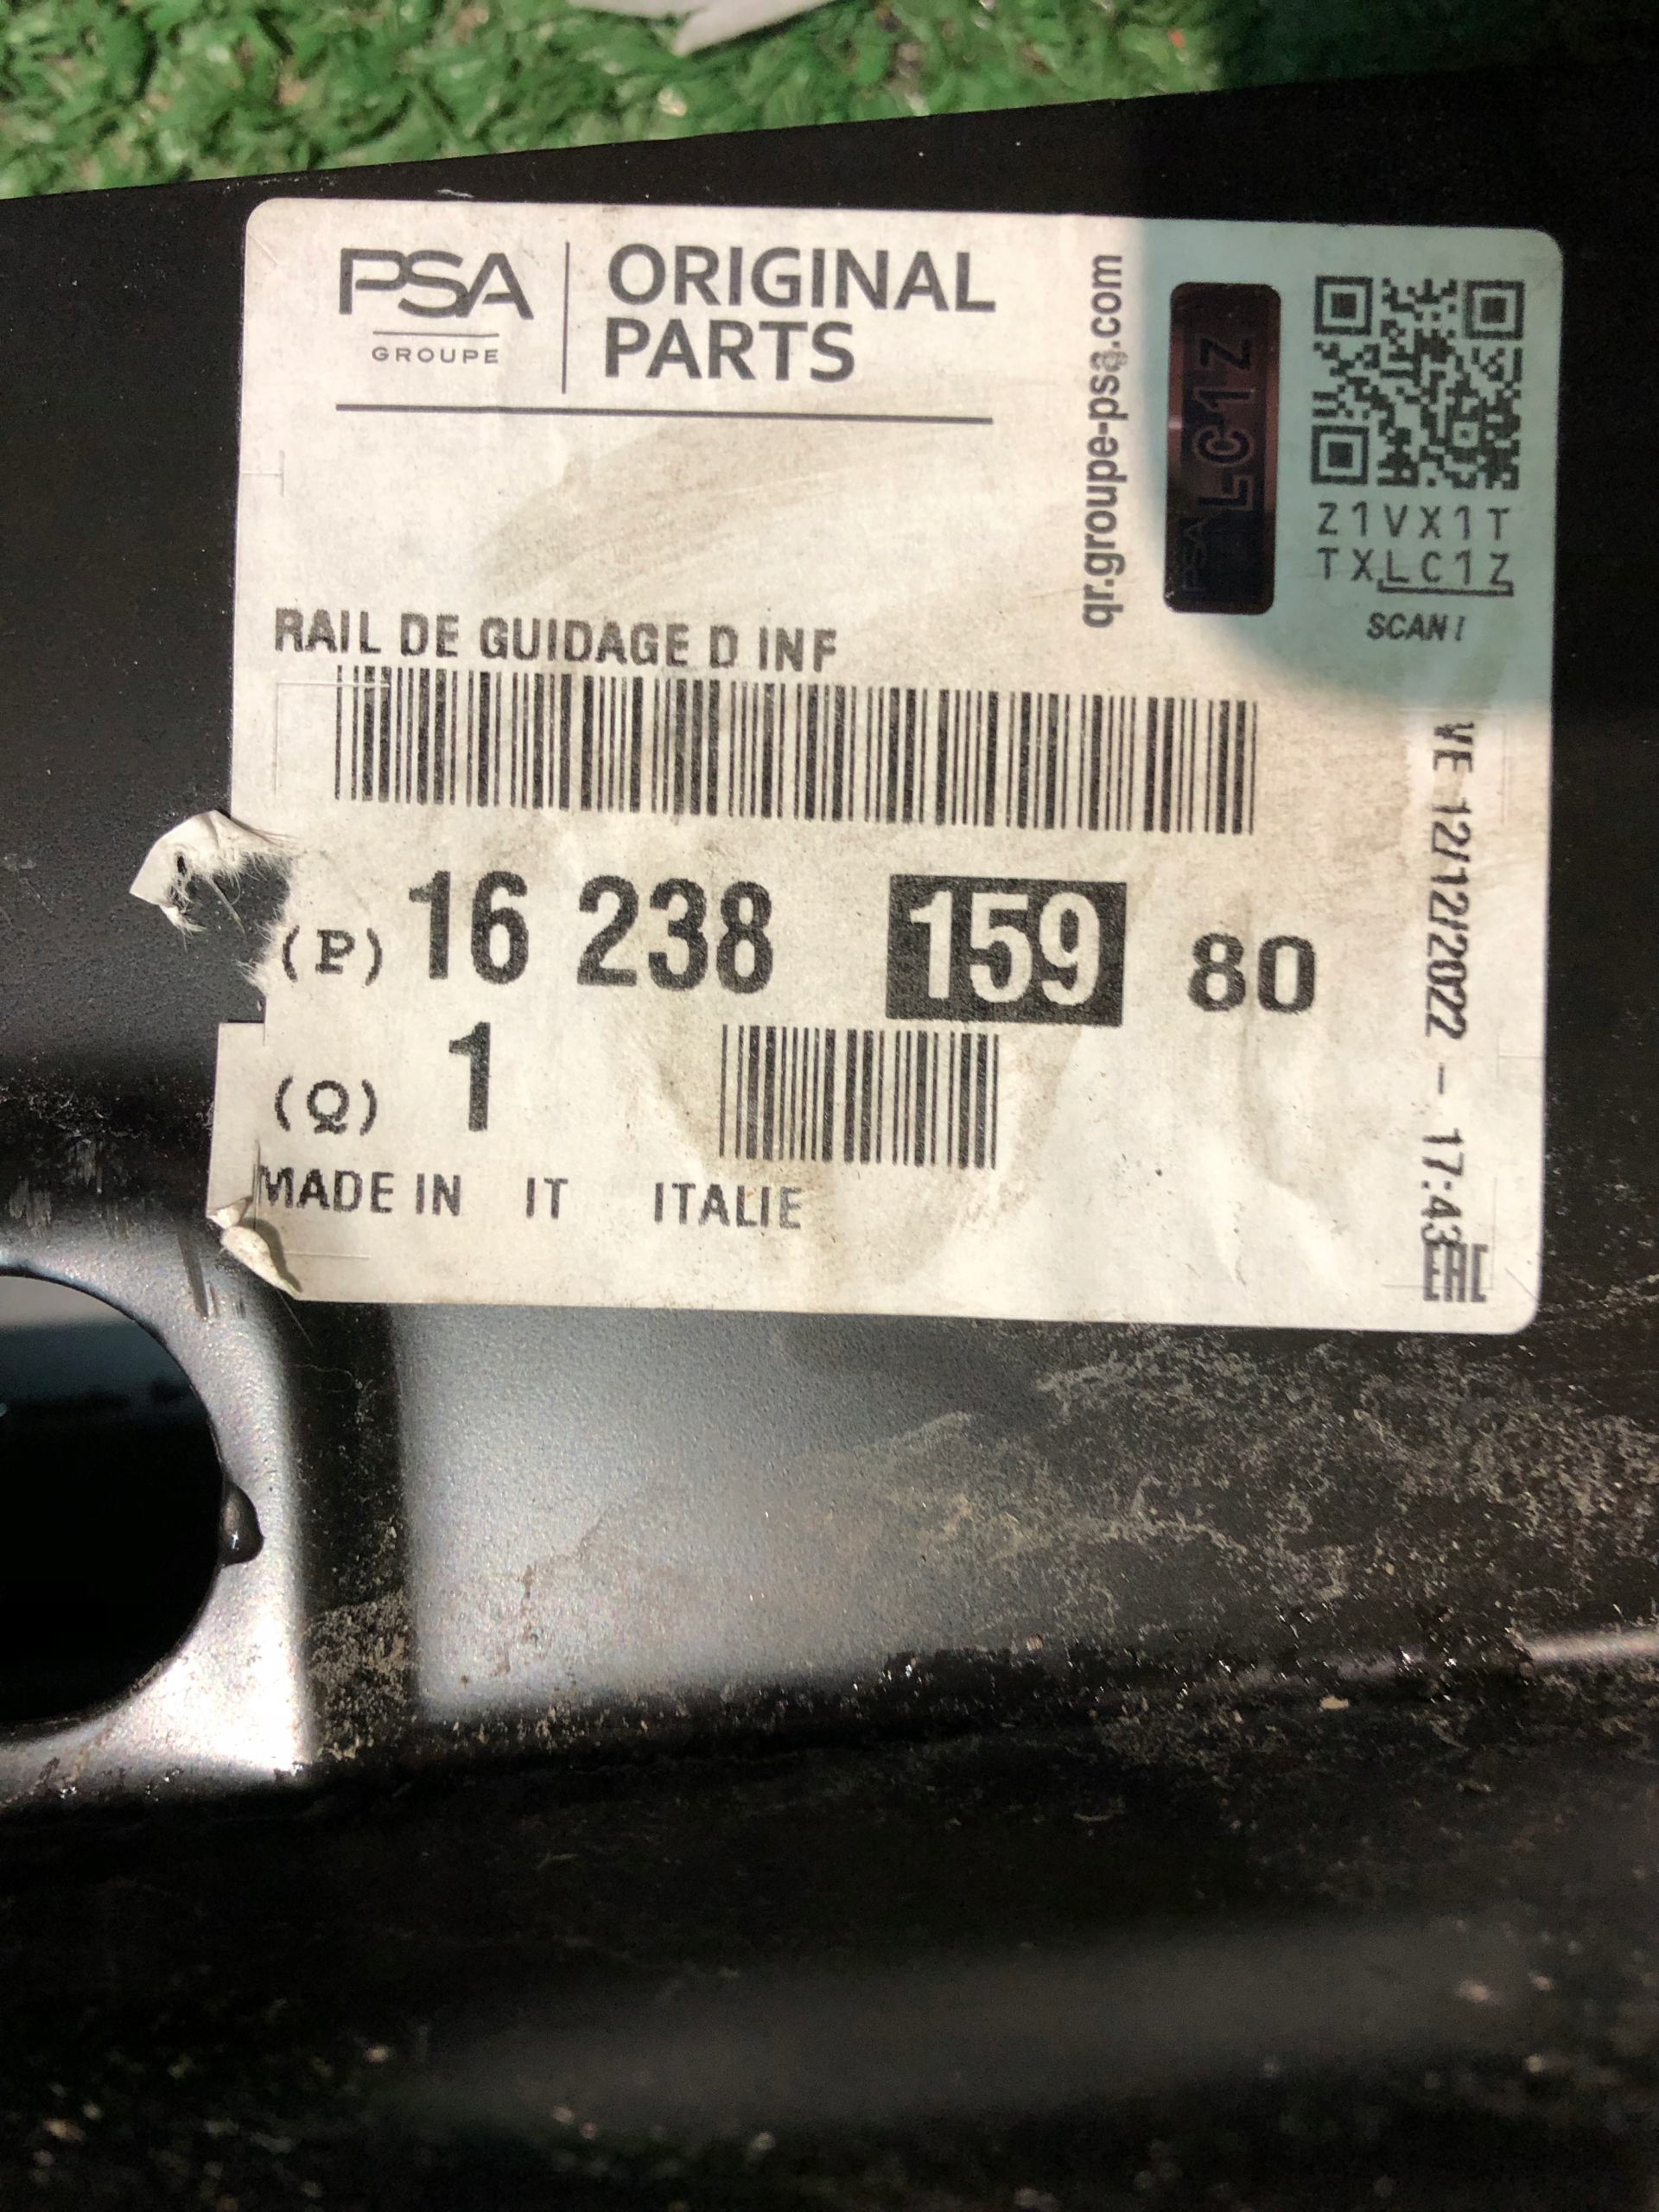 PSA
GROUPE
ORIGINAL
PARTS
qr.groupe-psa.com
PSA LC1Z
Z1VX1T
TXLC1Z
SCAN!
RAIL DE GUIDAGE D INF
(P) 16 238 159 80
(Q) 1
MADE IN IT ITALIE
VE 12/12/2022 - 17:43
EAC